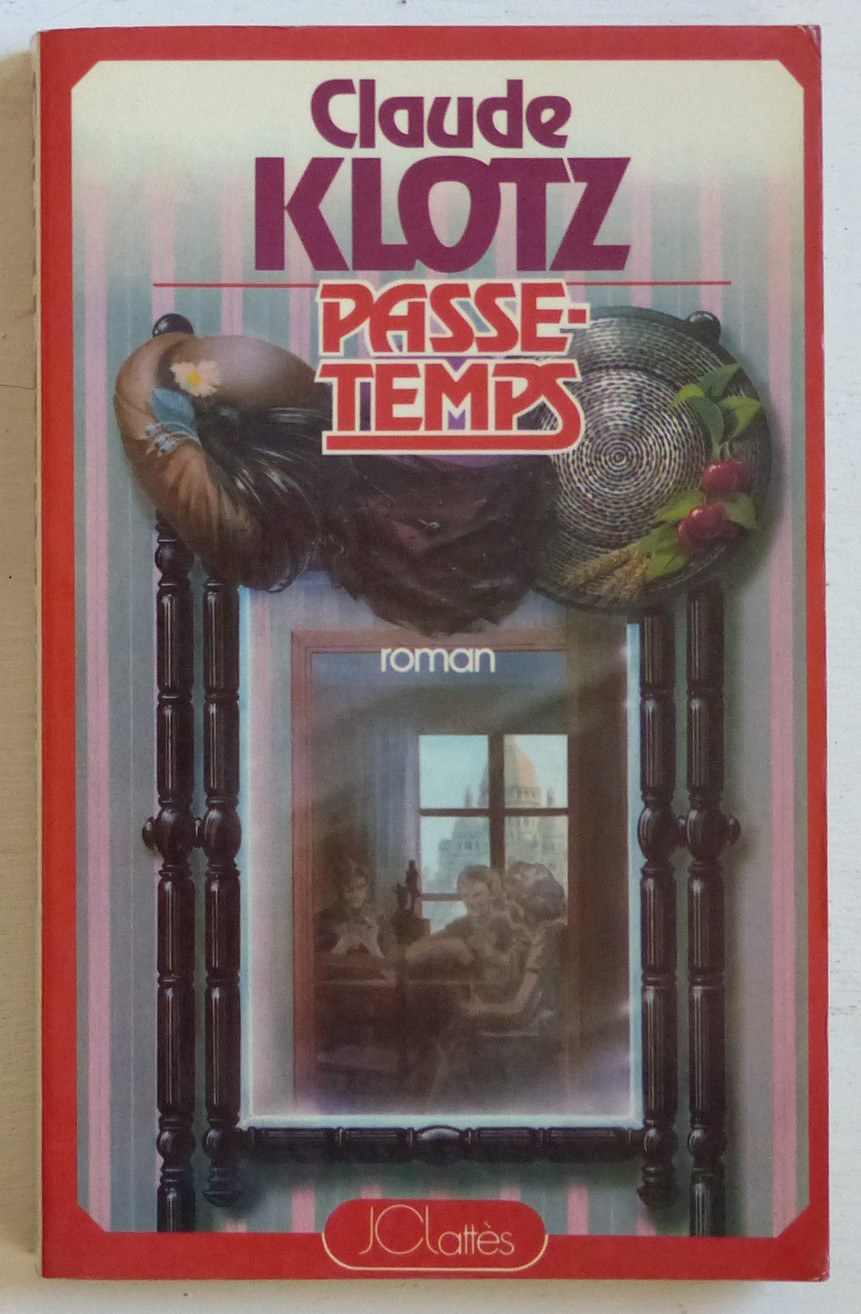 Claude
KLOTZ
PASSE-
TEMPS
roman
JCLattès